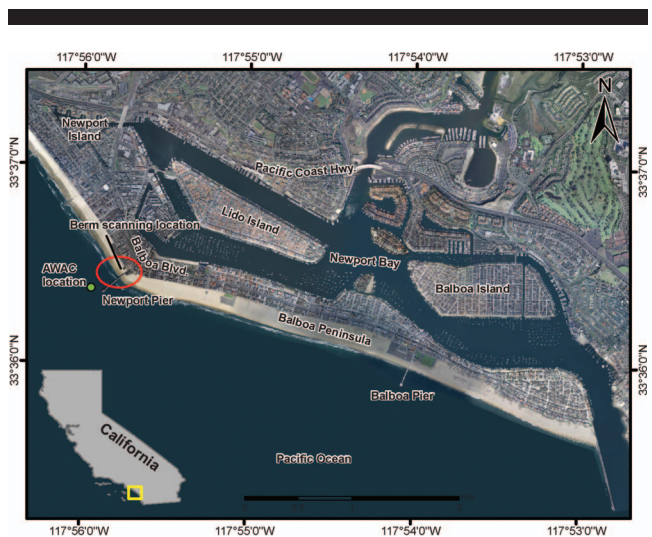 117°56'0"W
117°55'0"W
117°54'0"W
117°53'0"W
N
Newport
Island
33°37'0"N
33°37'0"N
Pacific Coast Hwy.
Lido Island
Berm scanning location
Balboa Blvd.
Newport Bay
AWAC
location
Balboa Island
Newport Pier
Balboa Peninsula
33°36'0"N
33°36'0"N
Balboa Pier
California
Pacific Ocean
117°56'0"W
117°55'0"W
117°54'0"W
117°53'0"W